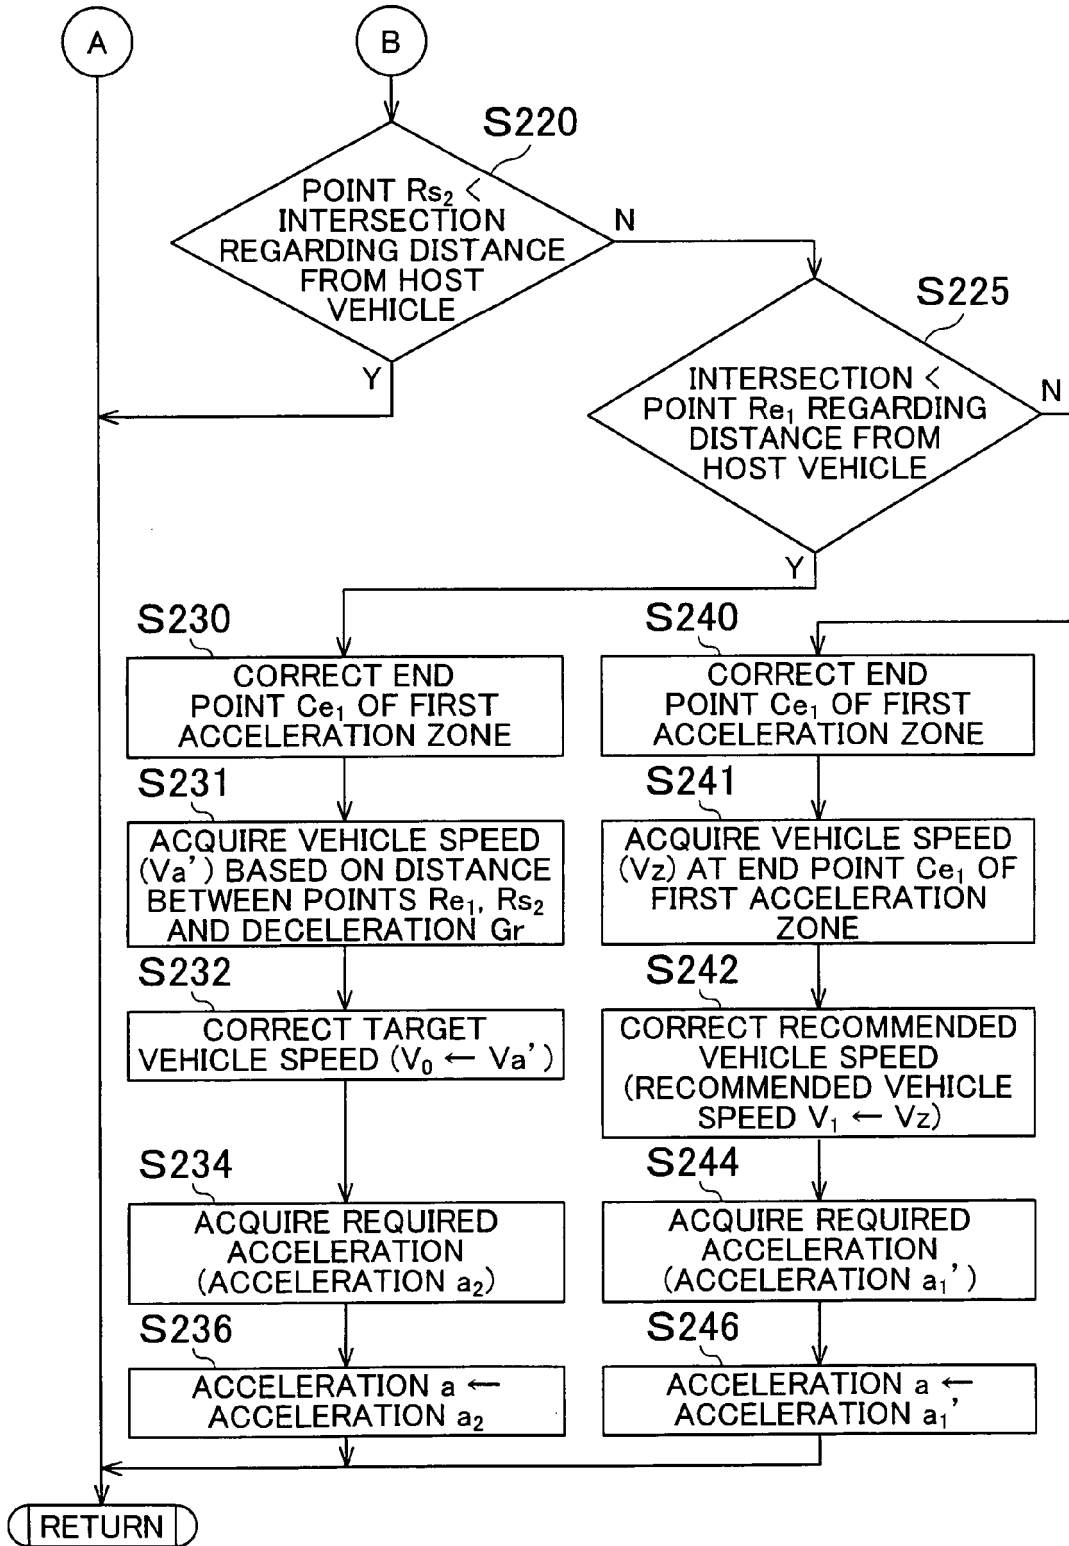 A
B
S220
POINT Rs2 <
INTERSECTION
REGARDING DISTANCE
FROM HOST
VEHICLE
N
Y
S225
INTERSECTION <
POINT Re1 REGARDING
DISTANCE FROM
HOST VEHICLE
N
Y
S230
CORRECT END
POINT Ce1 OF FIRST
ACCELERATION ZONE
S231
ACQUIRE VEHICLE SPEED
(Va') BASED ON DISTANCE
BETWEEN POINTS Re1, Rs2
AND DECELERATION Gr
S232
CORRECT TARGET
VEHICLE SPEED (V0 ← Va')
S234
ACQUIRE REQUIRED
ACCELERATION
(ACCELERATION a2)
S236
ACCELERATION a ←
ACCELERATION a2
S240
CORRECT END
POINT Ce1 OF FIRST
ACCELERATION ZONE
S241
ACQUIRE VEHICLE SPEED
(Vz) AT END POINT Ce1 OF
FIRST ACCELERATION
ZONE
S242
CORRECT RECOMMENDED
VEHICLE SPEED
(RECOMMENDED VEHICLE
SPEED V1 ← Vz)
S244
ACQUIRE REQUIRED
ACCELERATION
(ACCELERATION a1')
S246
ACCELERATION a ←
ACCELERATION a1'
RETURN